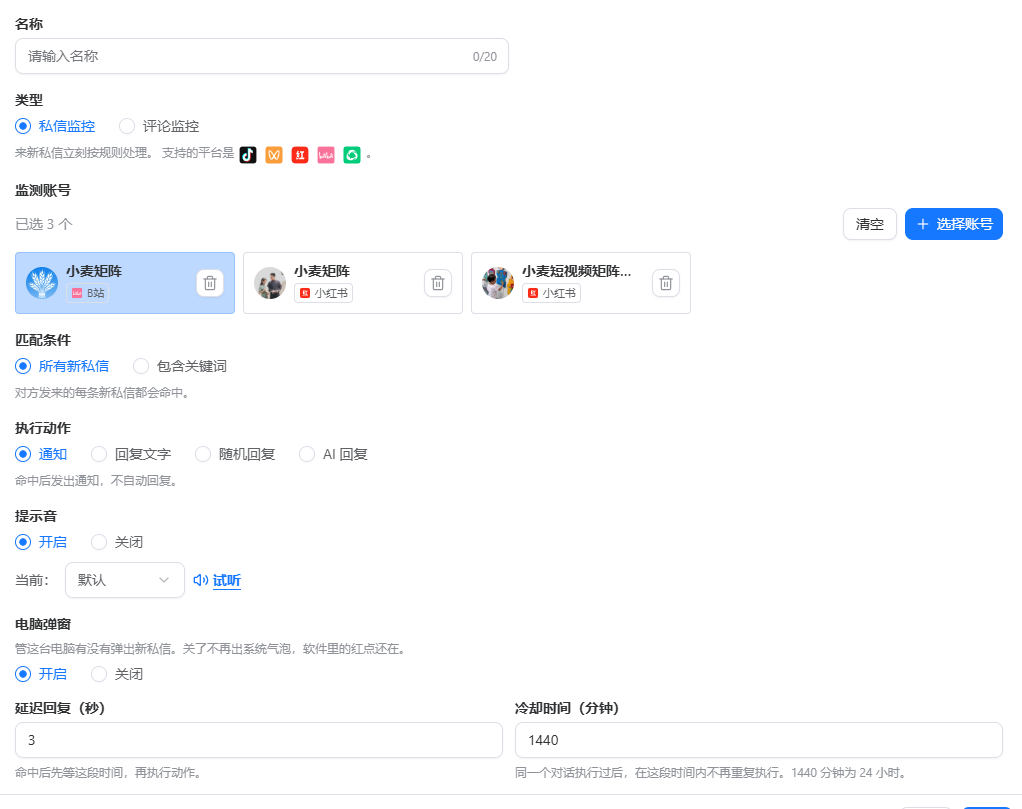 名称
请输入名称 0/20
类型
私信监控 评论监控
来新私信立刻按规则处理。 支持的平台是 红 。
监测账号
已选 3 个 清空 + 选择账号
小麦矩阵 小麦矩阵 小麦短视频矩阵...
B站 小红书 小红书
匹配条件
所有新私信 包含关键词
对方发来的每条新私信都会命中。
执行动作
通知 回复文字 随机回复 AI 回复
命中后发出通知，不自动回复。
提示音
开启 关闭
当前： 默认 试听
电脑弹窗
管这台电脑有没有弹出新私信。关了不再出系统气泡，软件里的红点还在。
开启 关闭
延迟回复（秒） 冷却时间（分钟）
3 1440
命中后先等这段时间，再执行动作。 同一个对话执行过后，在这段时间内不再重复执行。1440 分钟为 24 小时。